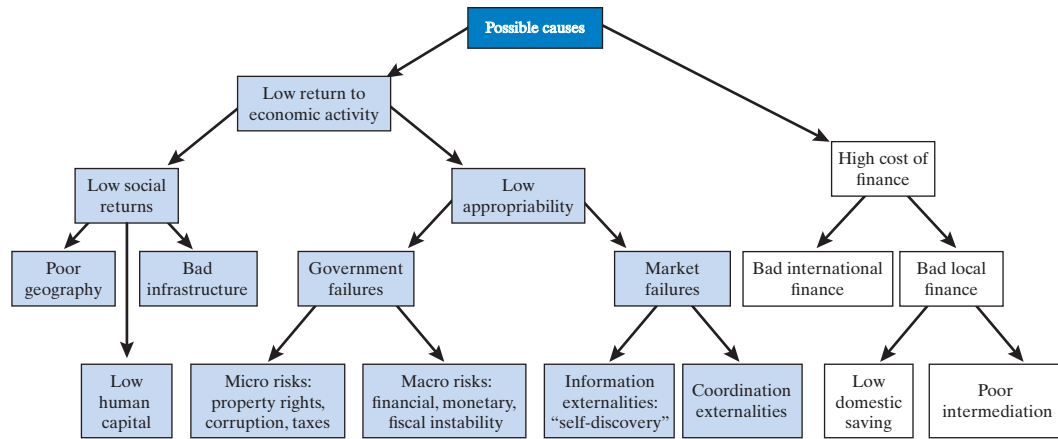 Possible causes
Low return to
economic activity
High cost of
finance
Low social
returns
Low
appropriability
Poor
geography
Bad
infrastructure
Government
failures
Market
failures
Bad international
finance
Bad local
finance
Low
human
capital
Micro risks:
property rights,
corruption, taxes
Macro risks:
financial, monetary,
fiscal instability
Information
externalities:
“self-discovery”
Coordination
externalities
Low
domestic
saving
Poor
intermediation